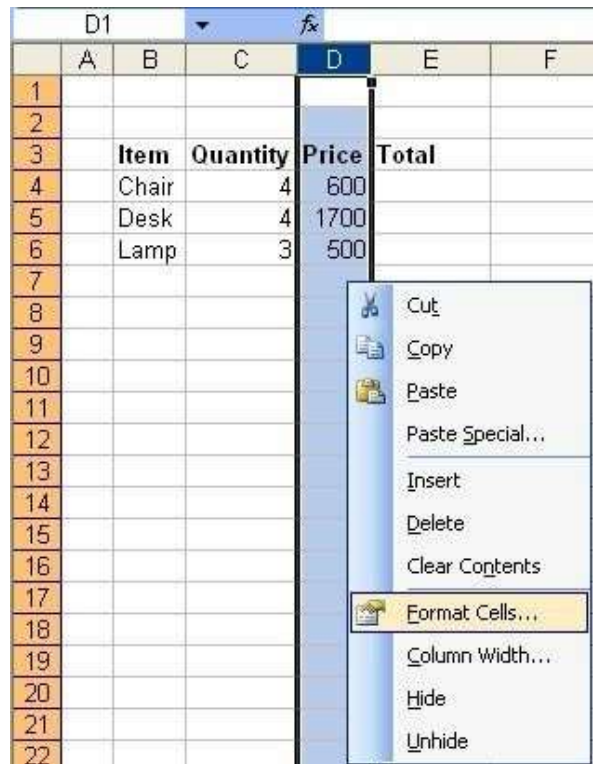 D1 fx
A B C D E F
1
2
3 Item Quantity Price Total
4 Chair 4 600
5 Desk 4 1700
6 Lamp 3 500
7
8
9
10
11
12
13
14
15
16
17
18
19
20
21
22
Cut
Copy
Paste
Paste Special...
Insert
Delete
Clear Contents
Format Cells...
Column Width...
Hide
Unhide